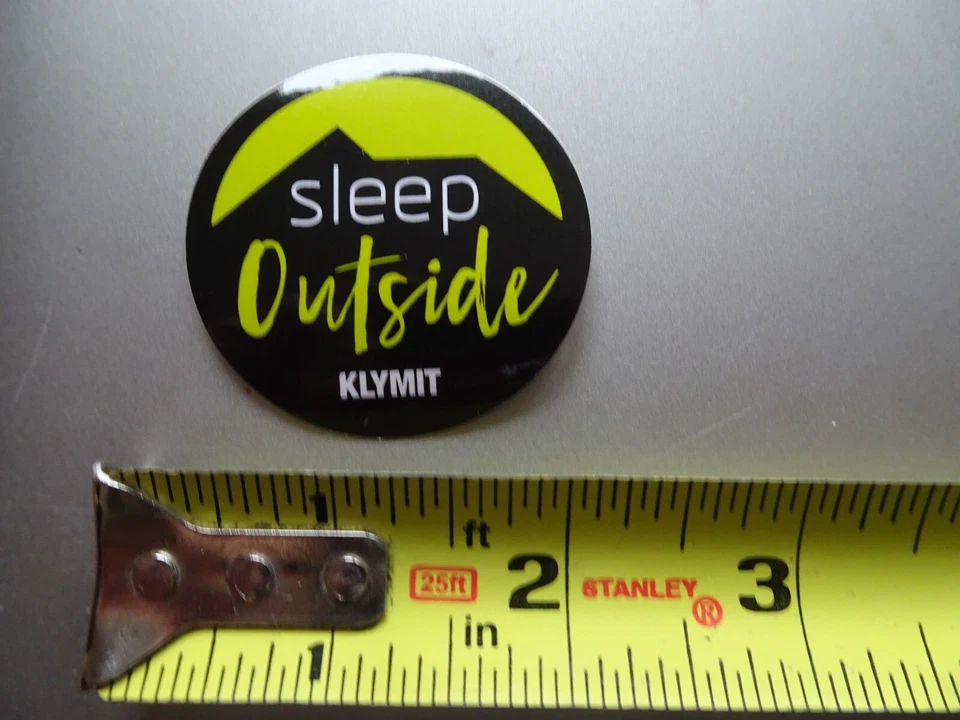 sleep
Outside
KLYMIT
1
ft
25ft 2 STANLEY® 3
in
1